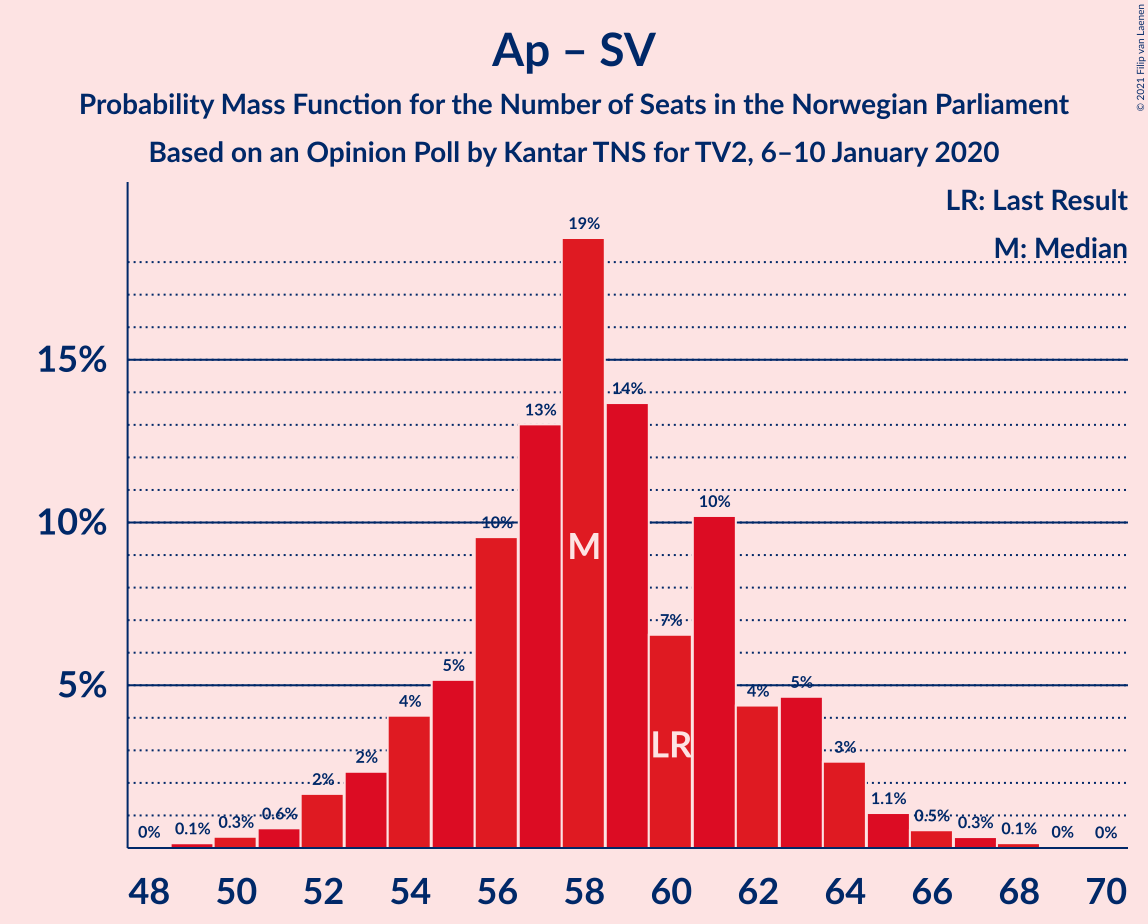 Ap – SV
Probability Mass Function for the Number of Seats in the Norwegian Parliament
Based on an Opinion Poll by Kantar TNS for TV2, 6–10 January 2020
© 2021 Filip van Laenen
LR: Last Result
M: Median
15%
10%
5%
0%
0.1%
0.3%
0.6%
2%
2%
4%
5%
10%
13%
19%
14%
7%
10%
4%
5%
3%
1.1%
0.5%
0.3%
0.1%
0%
0%
M
LR
48 50 52 54 56 58 60 62 64 66 68 70